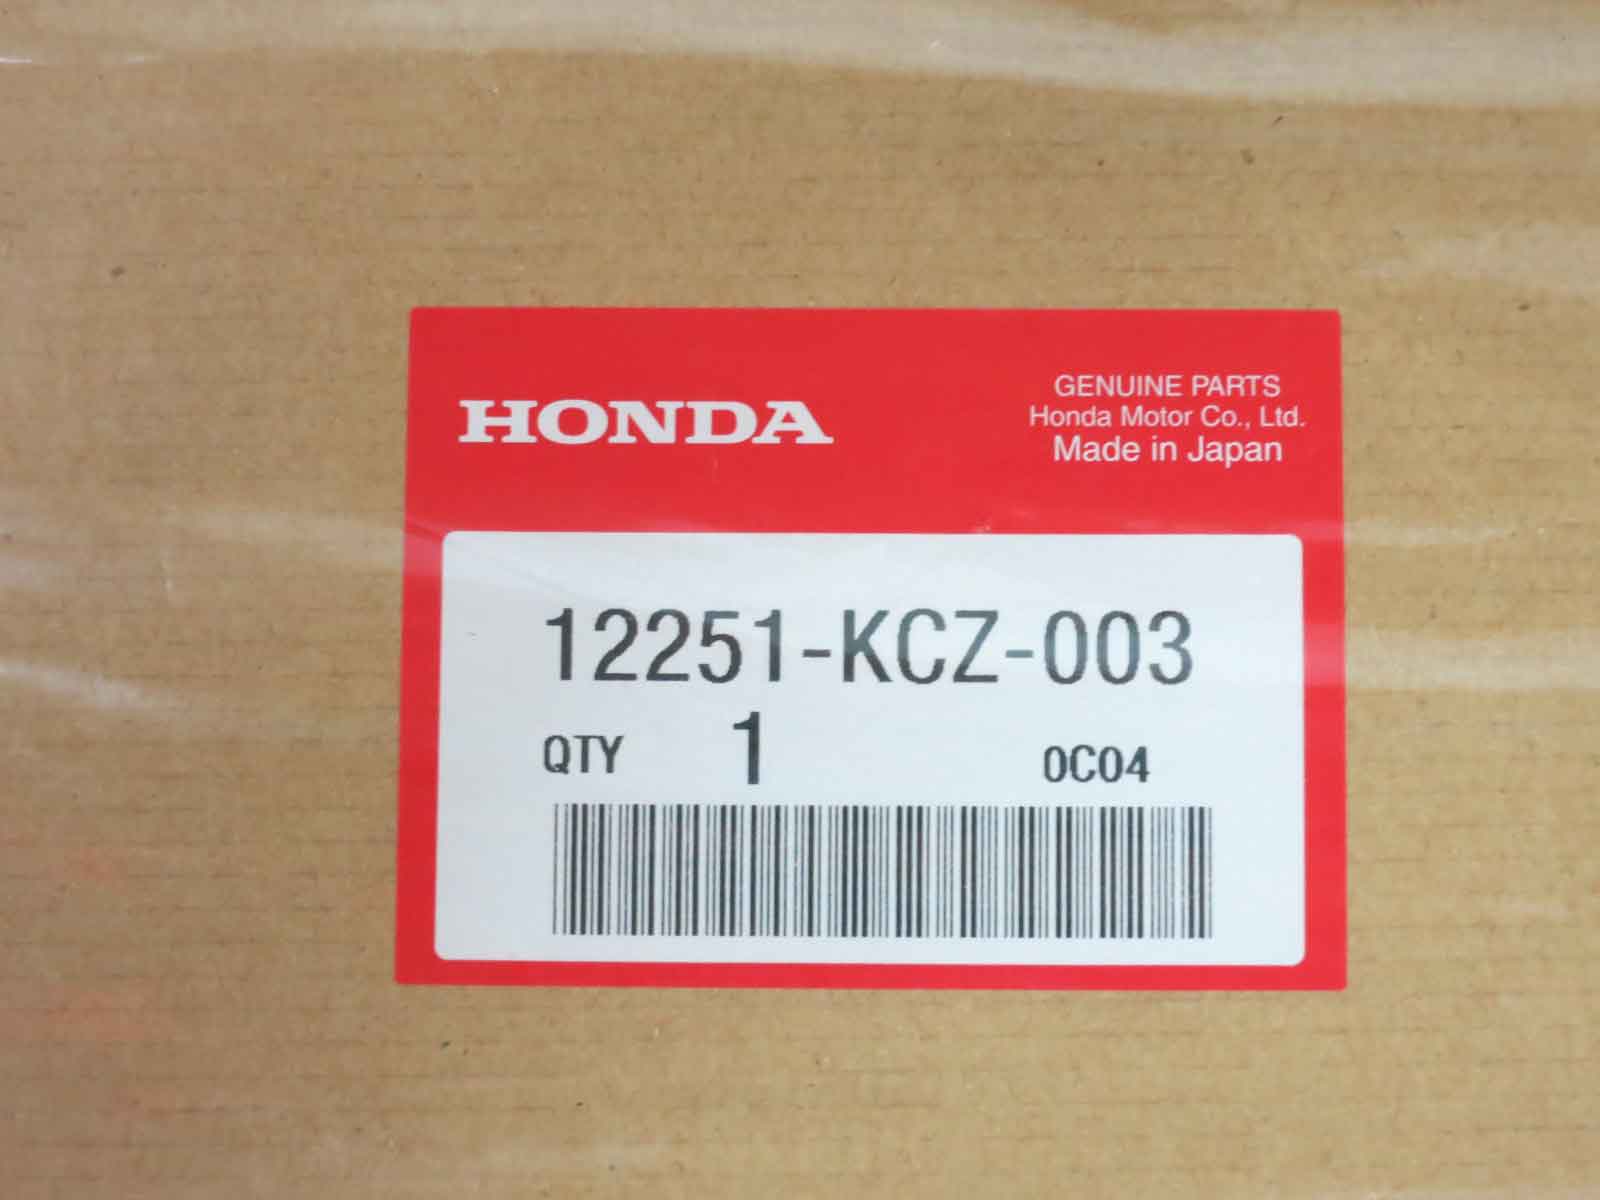 HONDA
GENUINE PARTS
Honda Motor Co., Ltd.
Made in Japan
12251-KCZ-003
QTY 1 0C04